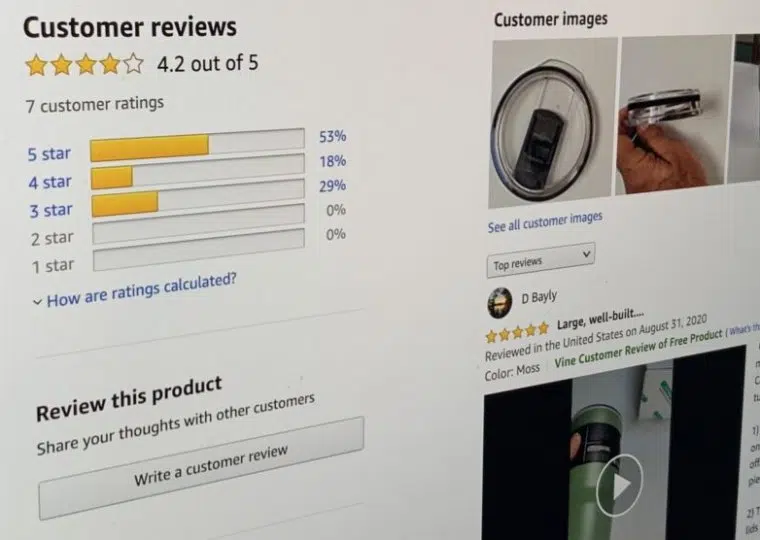 Customer reviews
4.2 out of 5
7 customer ratings
5 star 53%
4 star 18%
3 star 29%
2 star 0%
1 star 0%
How are ratings calculated?
Review this product
Share your thoughts with other customers
Write a customer review
Customer images
See all customer images
Top reviews
D Bayly
Large, well-built....
Reviewed in the United States on August 31, 2020
Color: Moss | Vine Customer Review of Free Product (What's
1)
2)